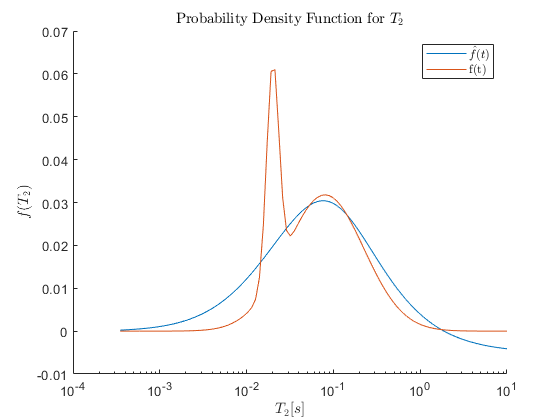 Probability Density Function for T₂
f̂(t)
f(t)
0.07
0.06
0.05
0.04
0.03
0.02
0.01
0
-0.01
f(T₂)
10⁻⁴ 10⁻³ 10⁻² 10⁻¹ 10⁰ 10¹
T₂[s]